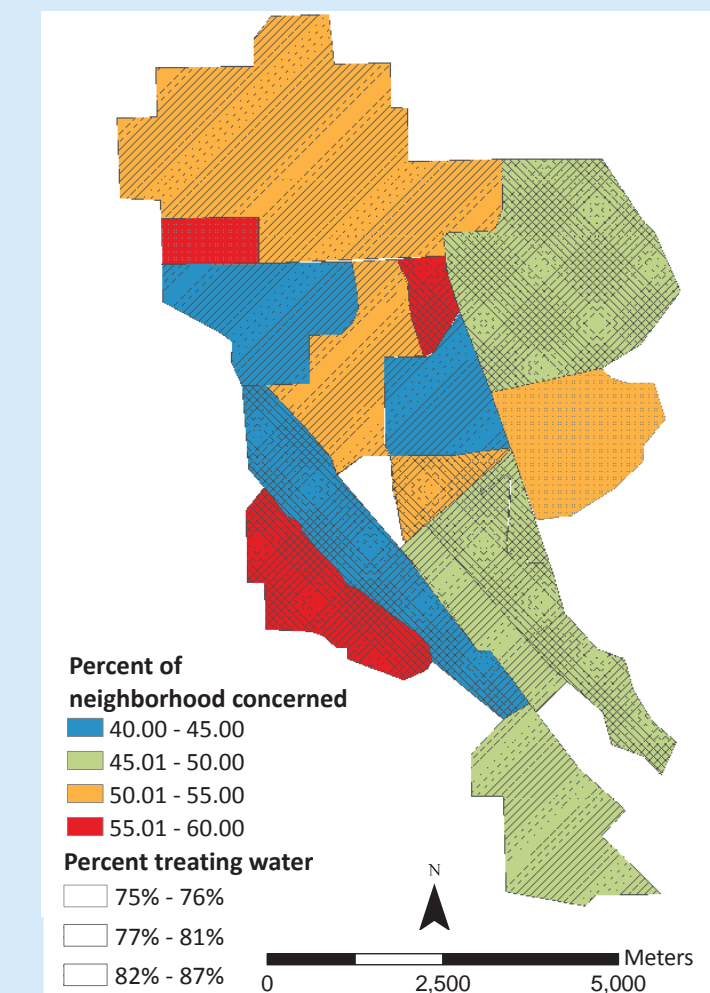 Percent of
neighborhood concerned
40.00 - 45.00
45.01 - 50.00
50.01 - 55.00
55.01 - 60.00
Percent treating water
75% - 76%
77% - 81%
82% - 87%
N
Meters
0 2,500 5,000